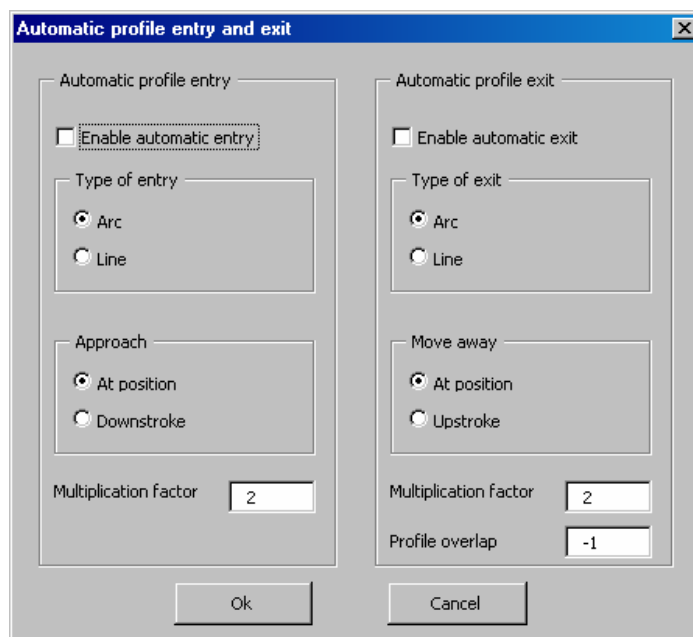 Automatic profile entry and exit
Automatic profile entry
Enable automatic entry
Type of entry
Arc
Line
Approach
At position
Downstroke
Multiplication factor 2
Automatic profile exit
Enable automatic exit
Type of exit
Arc
Line
Move away
At position
Upstroke
Multiplication factor 2
Profile overlap -1
Ok
Cancel